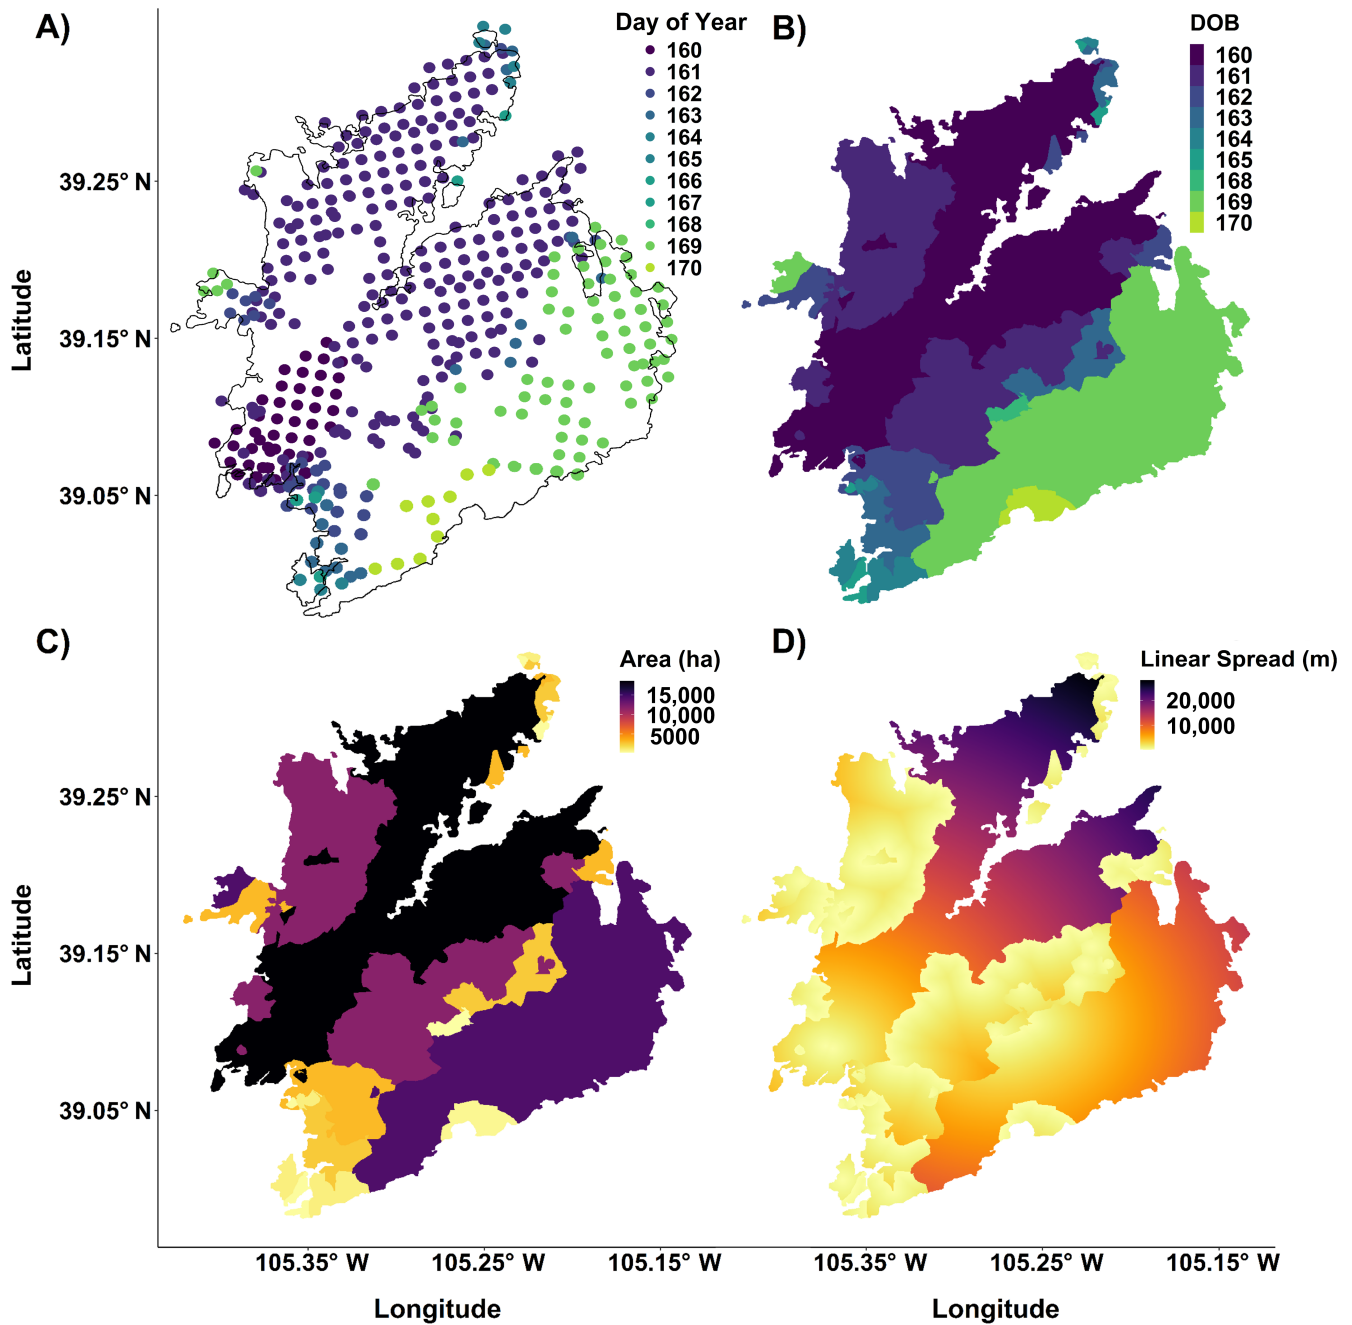 A)
Day of Year
160
161
162
163
164
165
166
167
168
169
170
B)
DOB
160
161
162
163
164
165
168
169
170
39.25° N
39.15° N
39.05° N
Latitude
C)
Area (ha)
15,000
10,000
5000
D)
Linear Spread (m)
20,000
10,000
39.25° N
39.15° N
39.05° N
Latitude
105.35° W 105.25° W 105.15° W
105.35° W 105.25° W 105.15° W
Longitude
Longitude